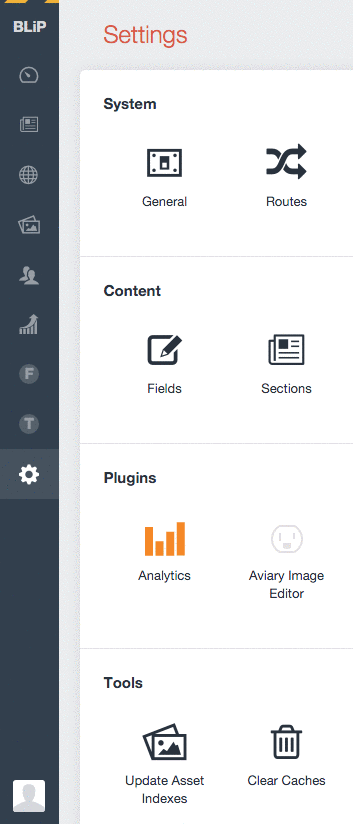 BLiP
Settings
System
General
Routes
Content
Fields
Sections
F
T
Plugins
Analytics
Aviary Image
Editor
Tools
Update Asset
Indexes
Clear Caches